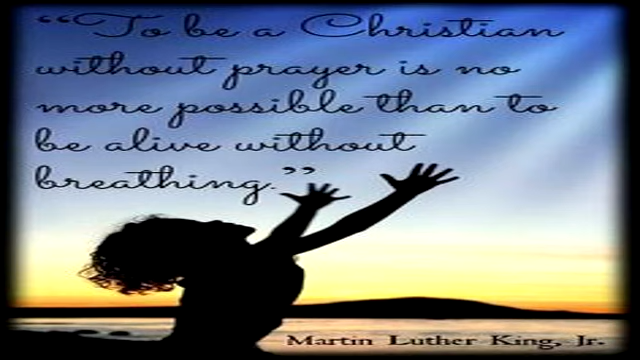 “To be a Christian
without prayer is no
more possible than to
be alive without
breathing.”
Martin Luther King, Jr.